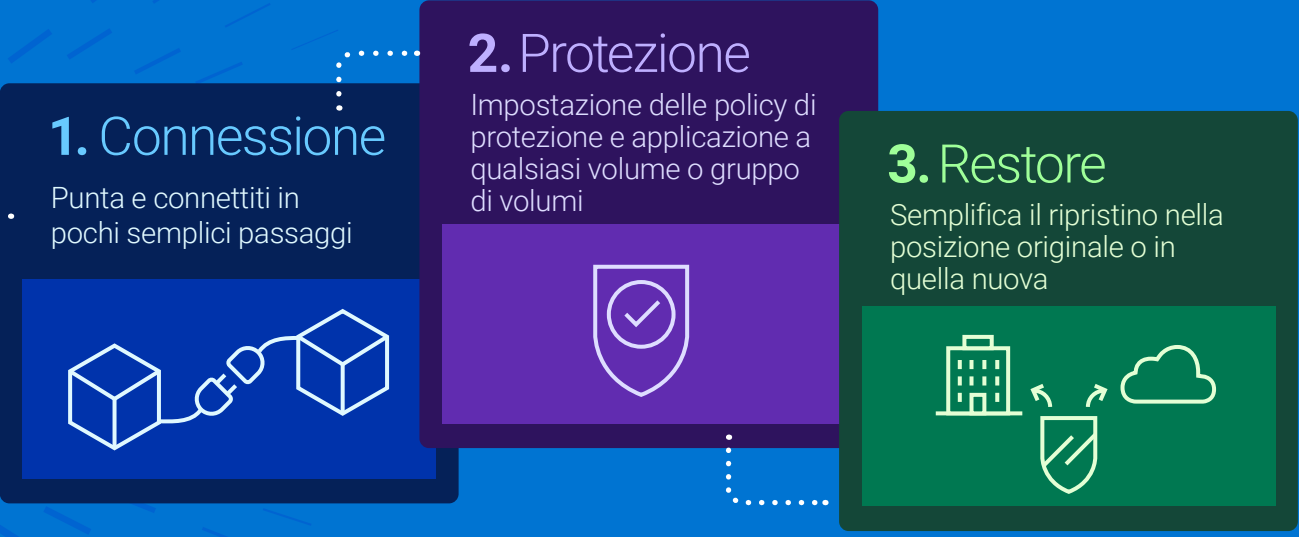 1. Connessione
Punta e connettiti in
pochi semplici passaggi
2. Protezione
Impostazione delle policy di
protezione e applicazione a
qualsiasi volume o gruppo
di volumi
3. Restore
Semplifica il ripristino nella
posizione originale o in
quella nuova